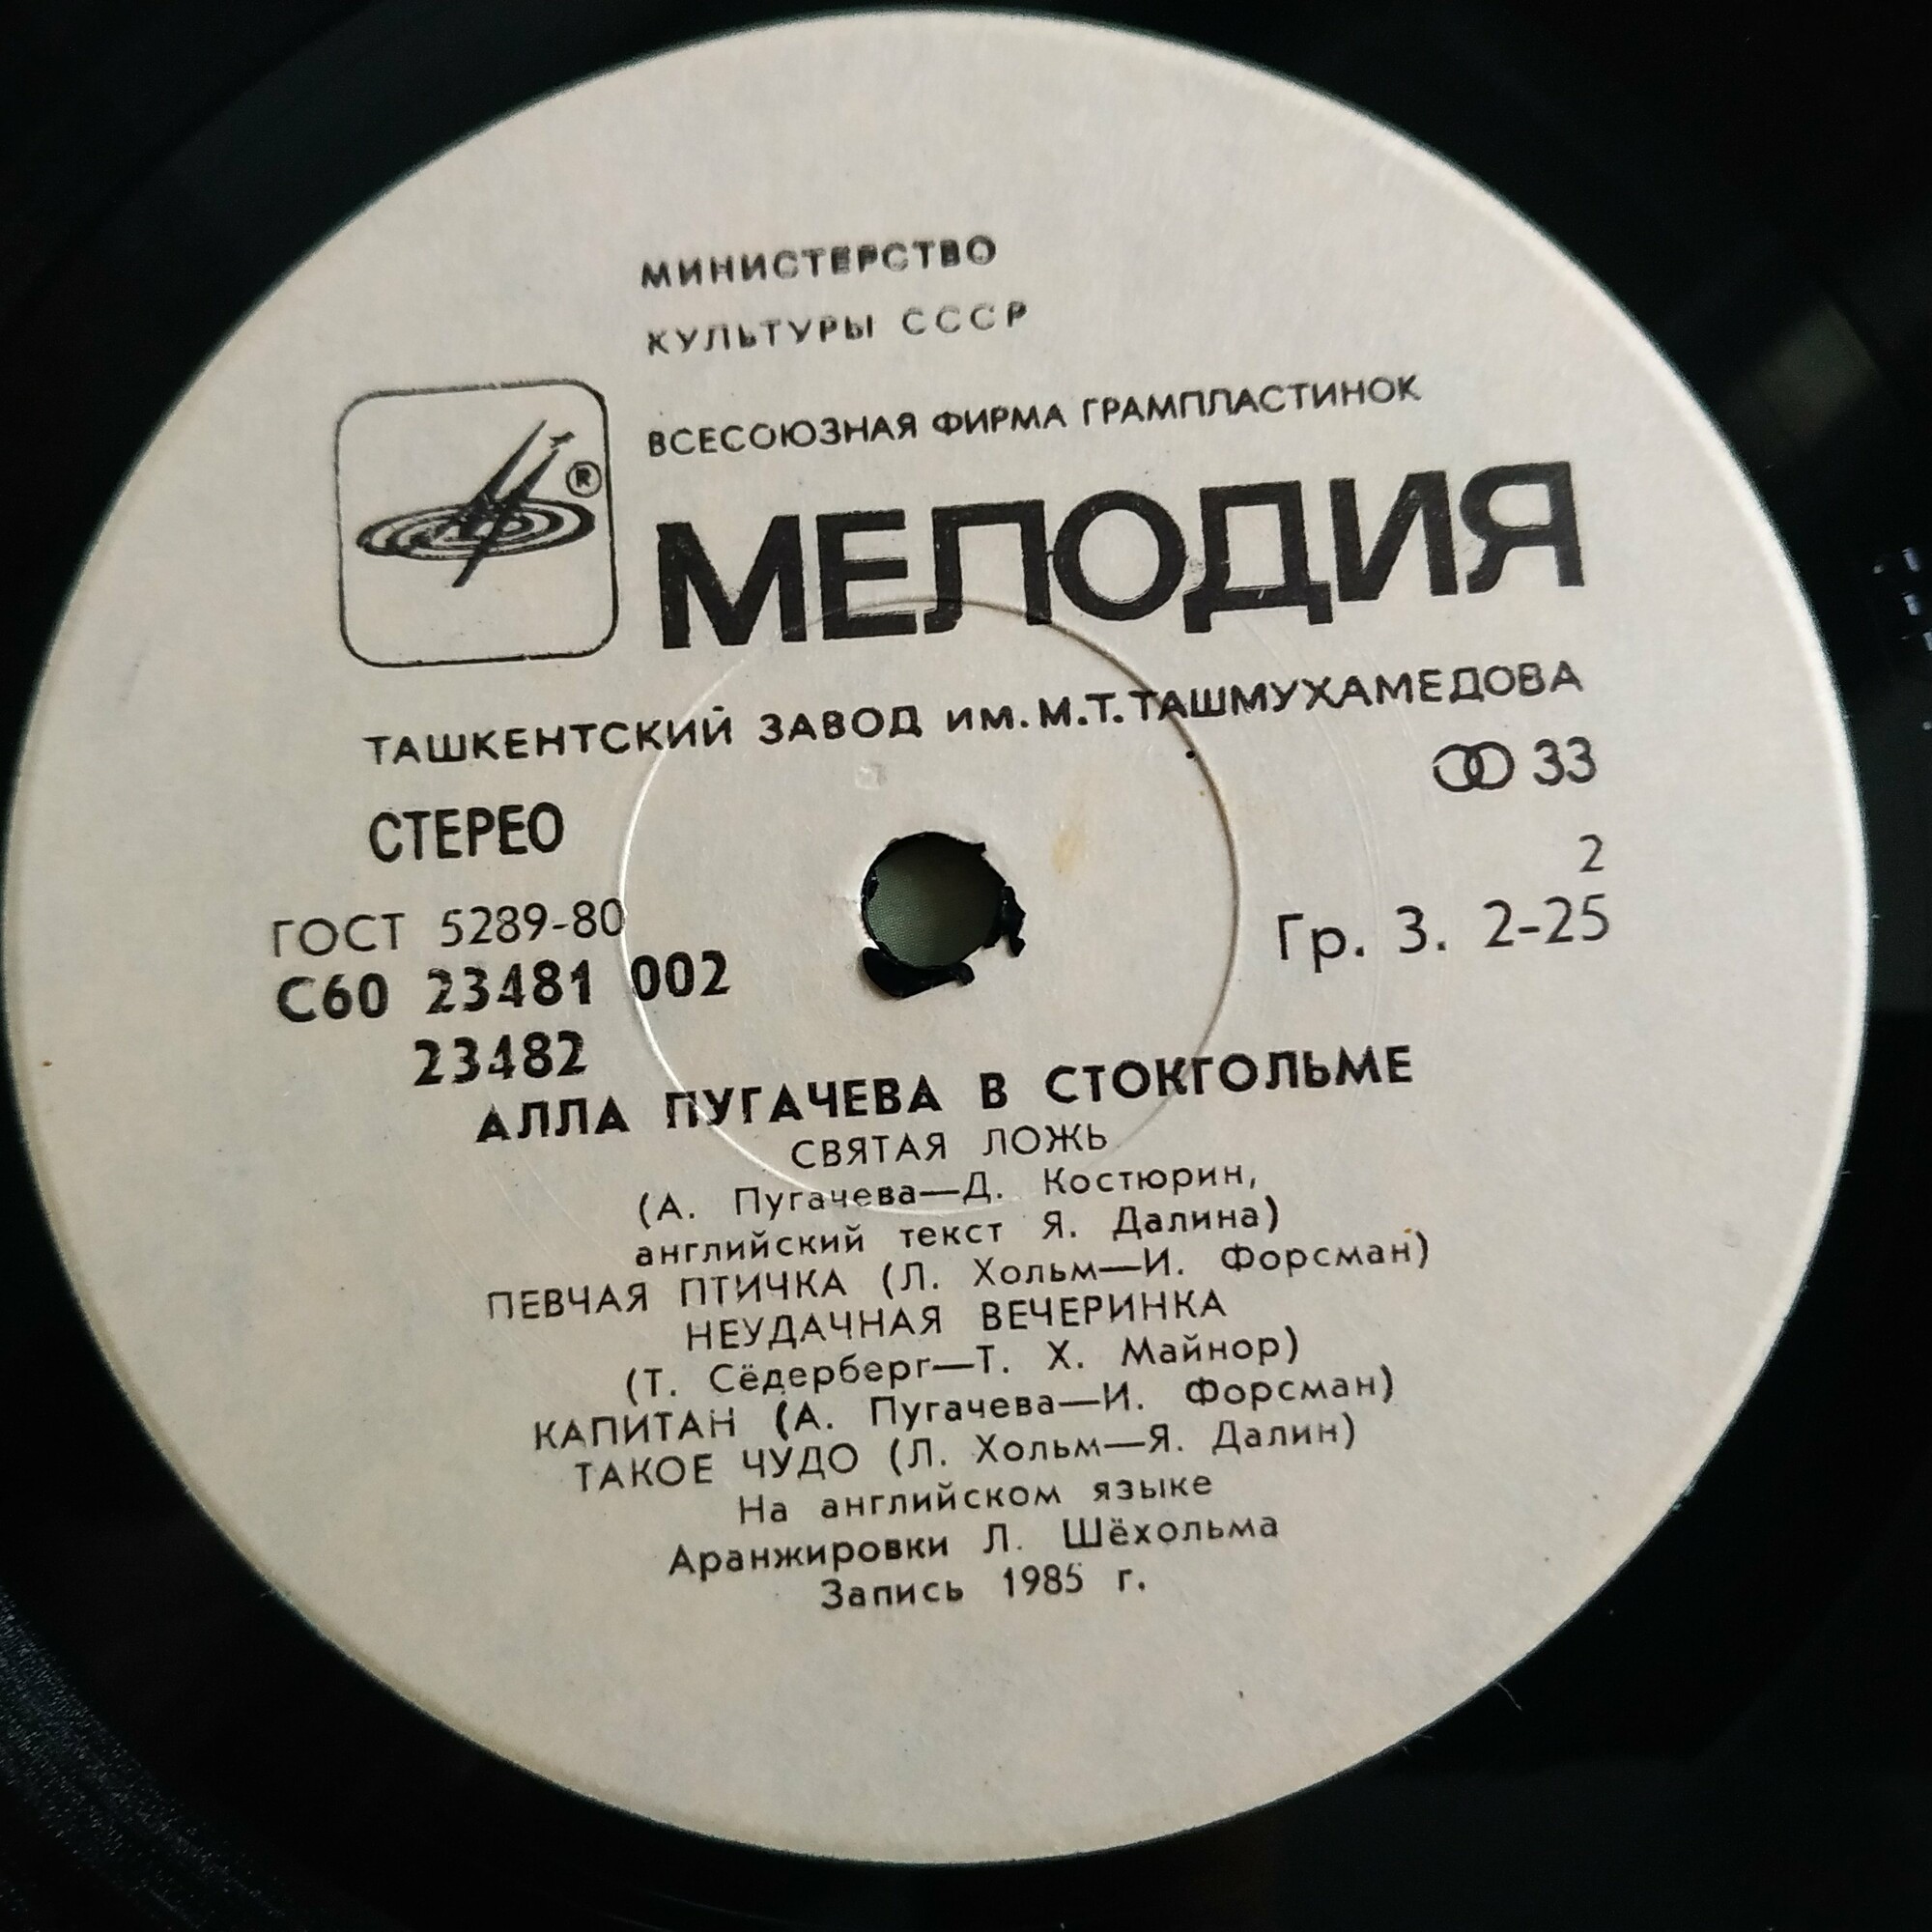 МИНИСТЕРСТВО
КУЛЬТУРЫ СССР
ВСЕСОЮЗНАЯ ФИРМА ГРАМПЛАСТИНОК
®
МЕЛОДИЯ
ТАШКЕНТСКИЙ ЗАВОД ИМ. М.Т. ТАШМУХАМЕДОВА
33
СТЕРЕО
2
ГОСТ 5289-80
Гр. 3. 2-25
С60 23481 002
23482
АЛЛА ПУГАЧЕВА В СТОКГОЛЬМЕ
СВЯТАЯ ЛОЖЬ
(А. Пугачева—Д. Костюрин,
английский текст Я. Далина)
ПЕВЧАЯ ПТИЧКА (Л. Хольм—И. Форсман)
НЕУДАЧНАЯ ВЕЧЕРИНКА
(Т. Сёдерберг—Т. Х. Майнор)
КАПИТАН (А. Пугачева—И. Форсман)
ТАКОЕ ЧУДО (Л. Хольм—Я. Далин)
На английском языке
Аранжировки Л. Шёхольма
Запись 1985 г.